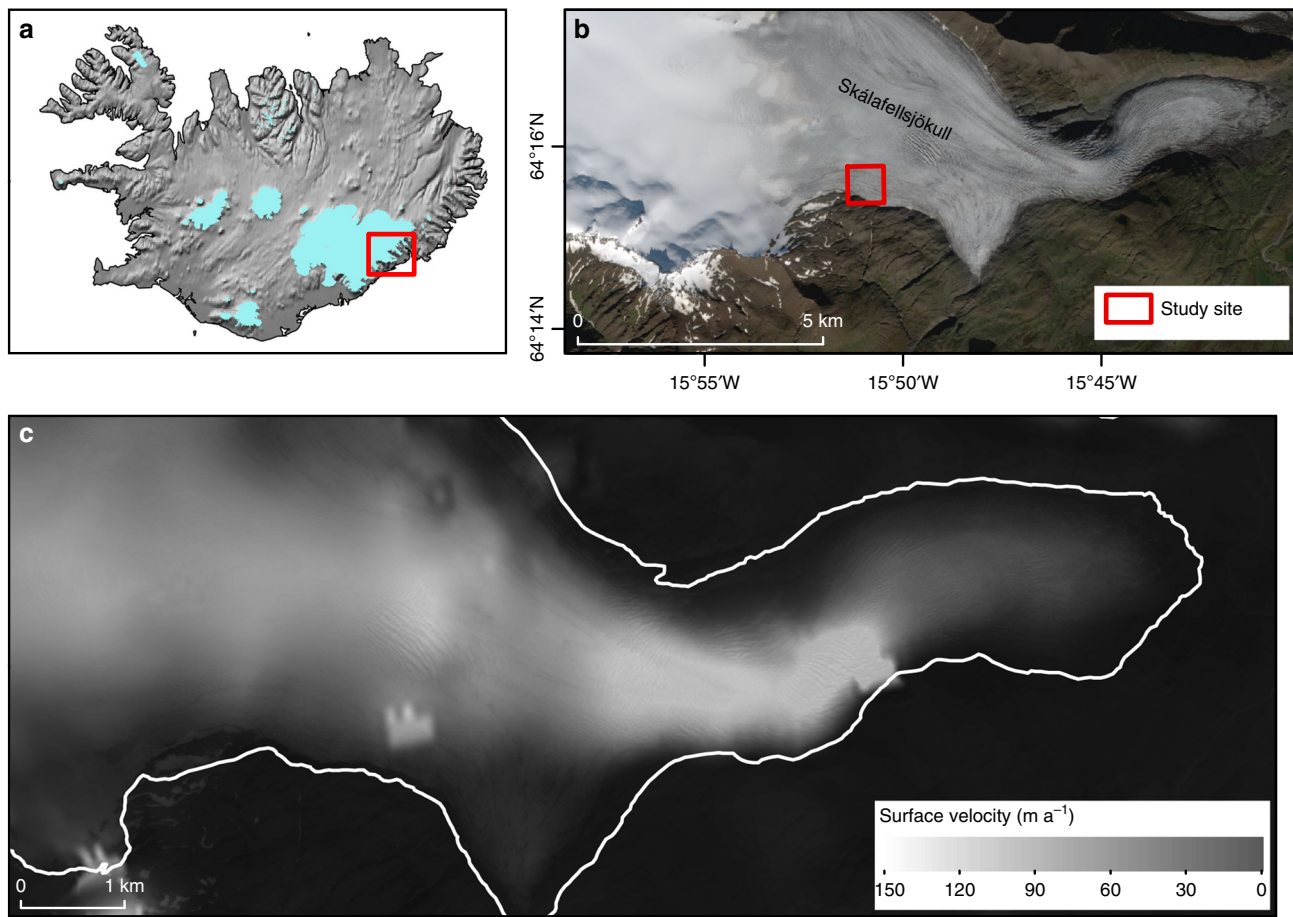 a
b
Skálafellsjökull
64°16′N
64°14′N
0 5 km
Study site
15°55′W 15°50′W 15°45′W
c
Surface velocity (m a⁻¹)
150 120 90 60 30 0
0 1 km